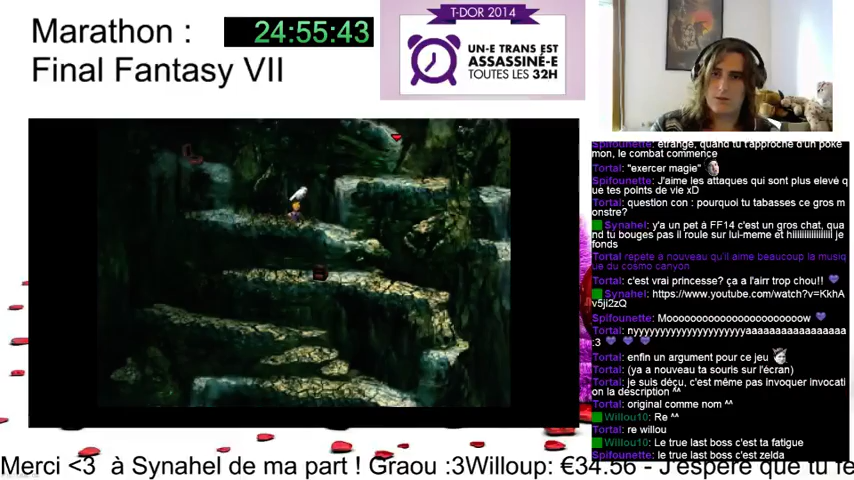 Marathon :
Final Fantasy VII
24:55:43
T-DOR 2014
UN-E TRANS EST
ASSASSINÉ-E
TOUTES LES 32H
Spifounette: etrange, quand tu t'approche d'un poke
mon, le combat commence
Tortal: "exercer magie"
Spifounette: J'aime les attaques qui sont plus elevé q
ue tes points de vie xD
Tortal: question con : pourquoi tu tabasses ce gros m
onstre?
Synahel: y'a un pet à FF14 c'est un gros chat, qua
nd tu bouges pas il roule sur lui-meme et hiiiiiiiiiiiiiiiii je
fonds
Tortal repete à nouveau qu'il aime beaucoup la musiq
ue du cosmo canyon
Tortal: c'est vrai princesse? ça a l'airr trop chou!!
Synahel: https://www.youtube.com/watch?v=KkhA
v5ji2zQ
Spifounette: Moooooooooooooooooooooow
Tortal: nyyyyyyyyyyyyyyyyyyyyaaaaaaaaaaaaaaaaa
:3
Tortal: enfin un argument pour ce jeu
Tortal: (ya a nouveau ta souris sur l'écran)
Tortal: je suis déçu, c'est même pas invoquer invocati
on la déscription ^^
Tortal: original comme nom ^^
Willou10: Re ^^
Tortal: re willou
Willou10: Le true last boss c'est ta fatigue
Spifounette: le true last boss c'est zelda
Merci <3 à Synahel de ma part ! Graou :3Willoup: €34.56 - J'espère que tu fe